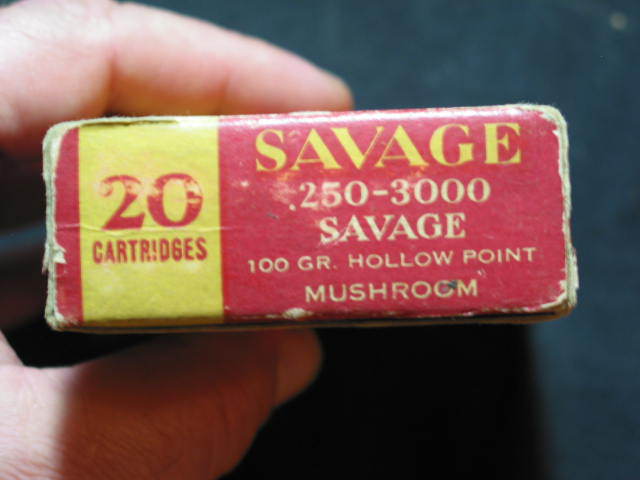 20
CARTRIDGES
SAVAGE
.250-3000
SAVAGE
100 GR. HOLLOW POINT
MUSHROOM